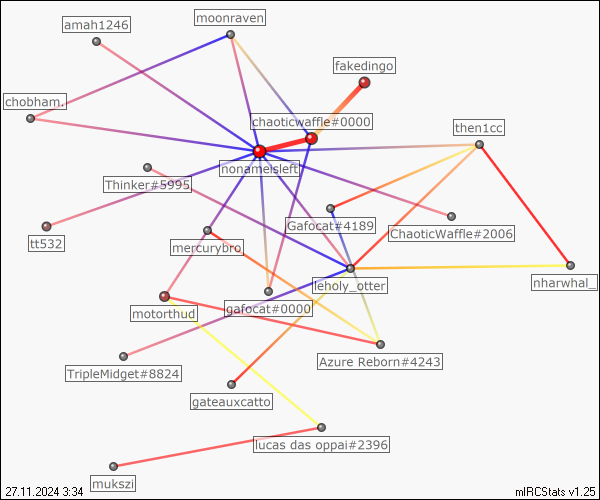 moonraven
amah1246
fakedingo
chobham.
chaoticwaffle#0000
then1cc
nonameisleft
Thinker#5995
Gafocat#4189
ChaoticWaffle#2006
tt532
mercurybro
leholy_otter
nharwhal_
gafocat#0000
motorthud
Azure Reborn#4243
TripleMidget#8824
gateauxcatto
lucas das oppai#2396
mukszi
27.11.2024 3:34
mIRCStats v1.25